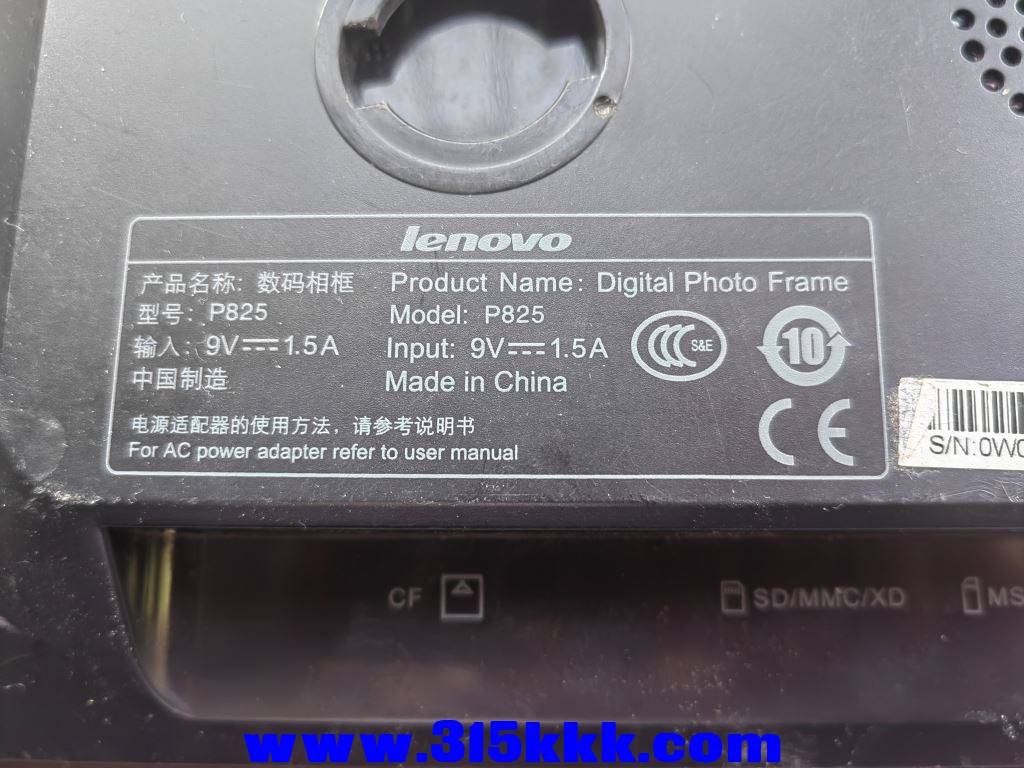 lenovo
产品名称: 数码相框 Product Name: Digital Photo Frame
型号: P825 Model: P825
输入: 9V⎓1.5A Input: 9V⎓1.5A
中国制造 Made in China
CCC S&E
10
CE
电源适配器的使用方法，请参考说明书
For AC power adapter refer to user manual
S/N:0W0
CF SD/MMC/XD MS
www.315kkk.com